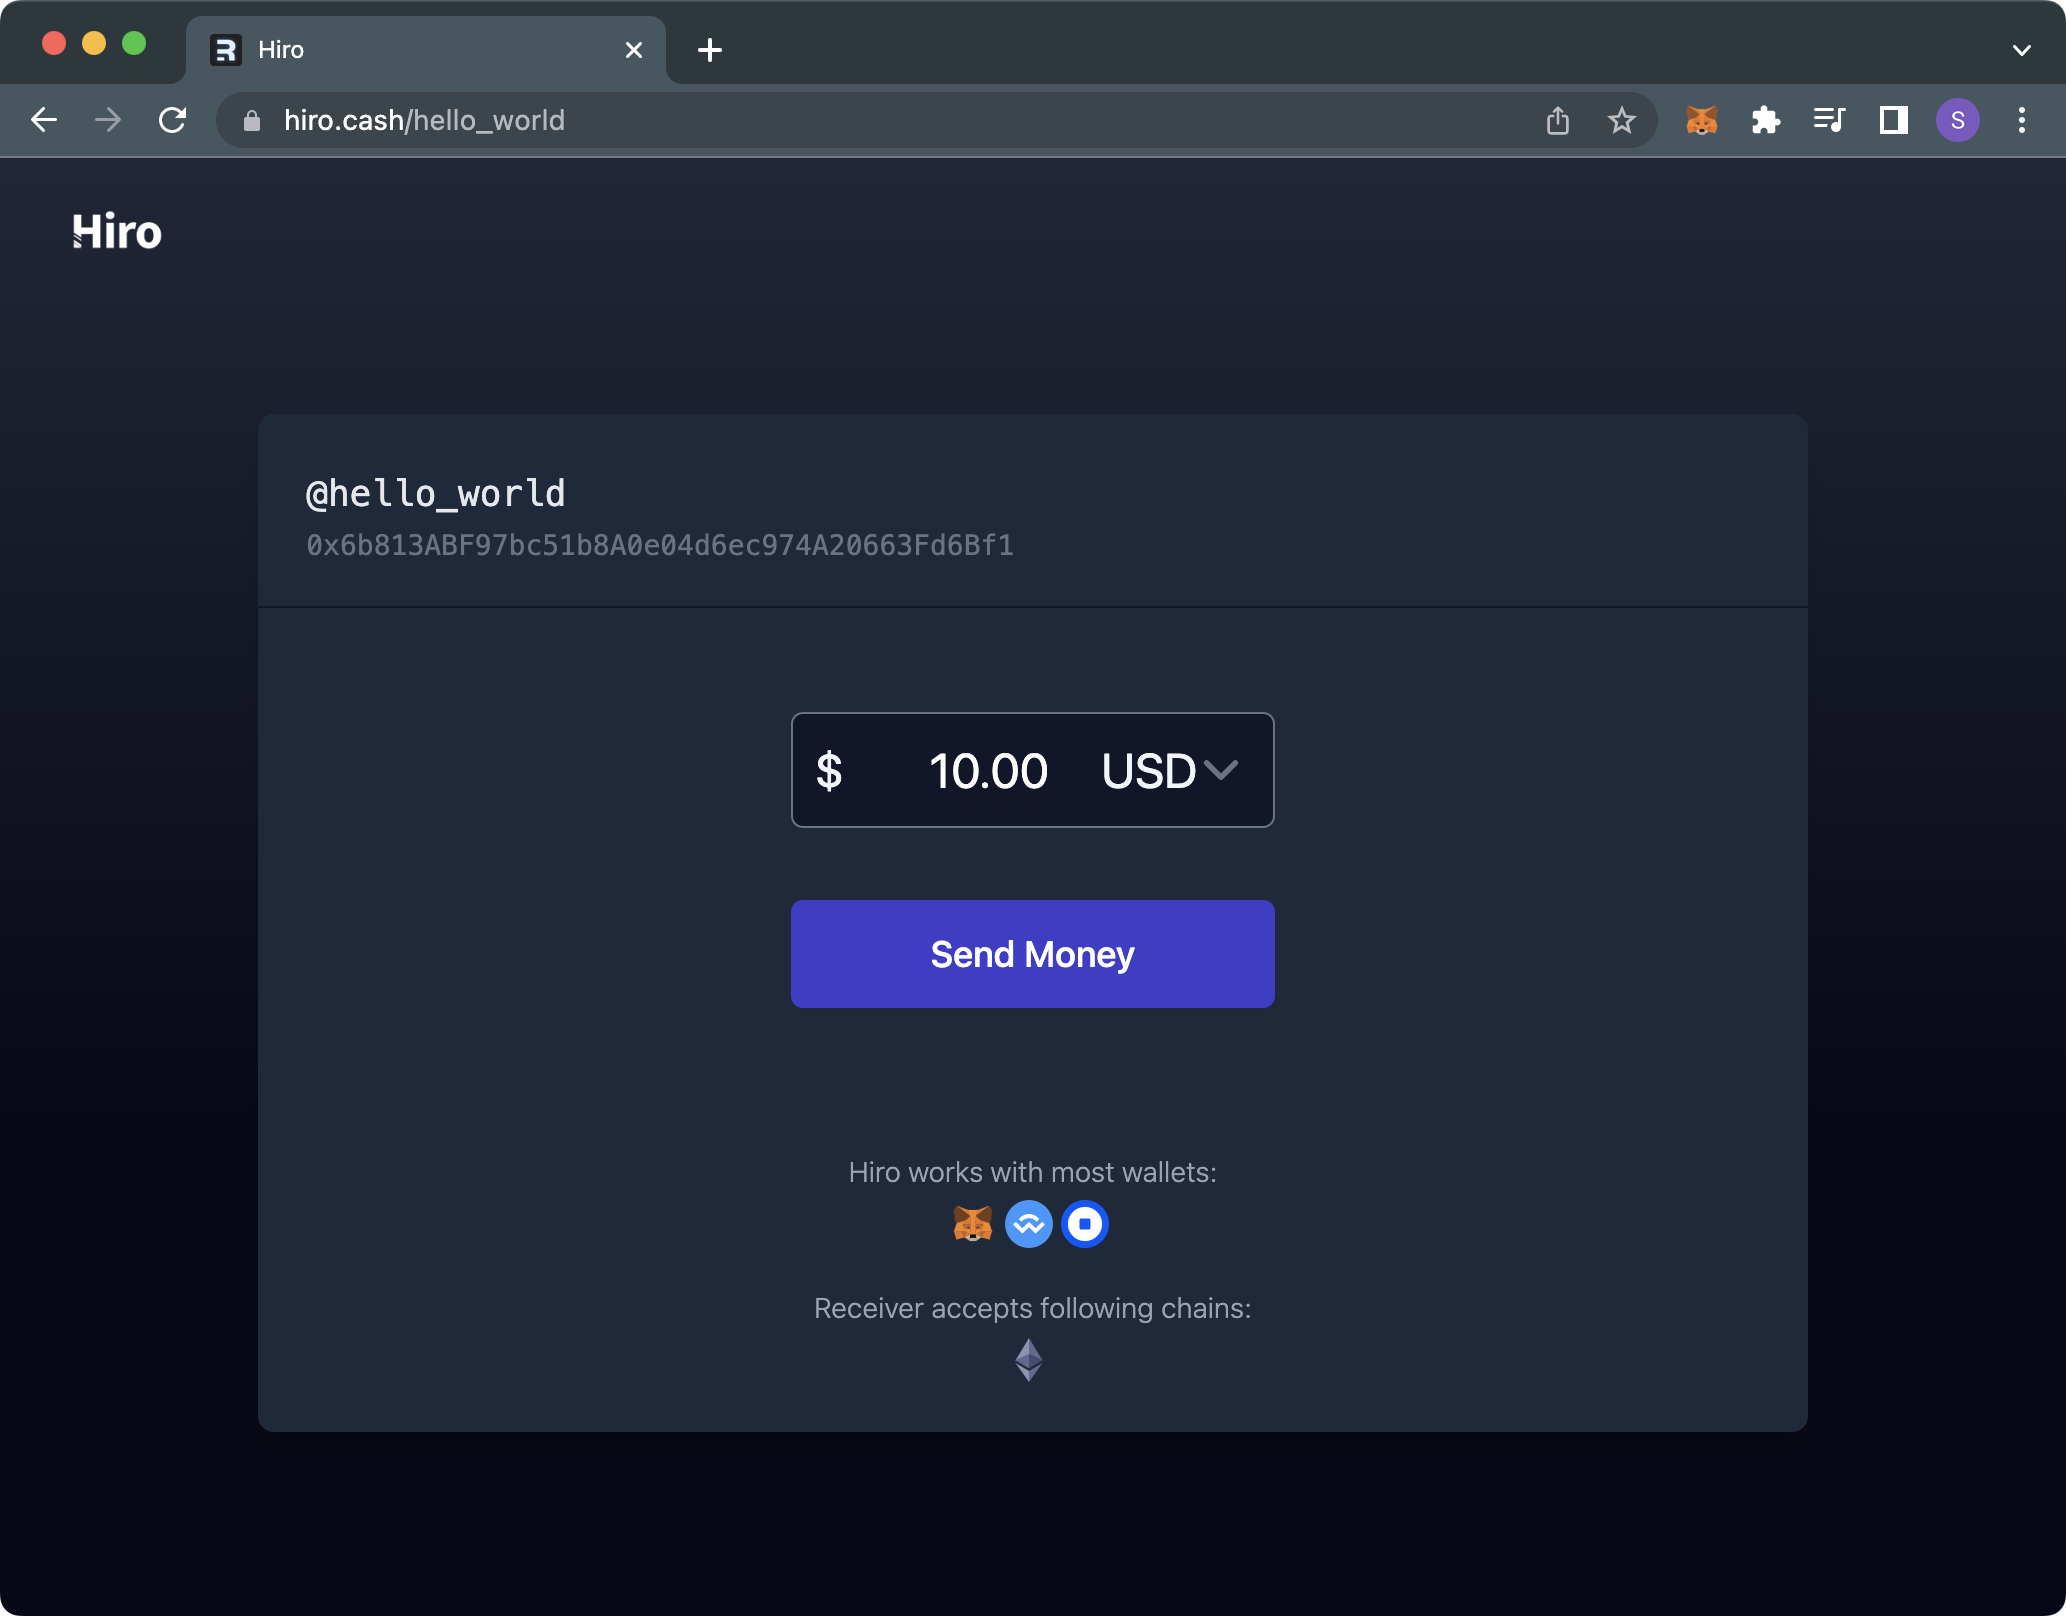 Hiro
hiro.cash/hello_world
S
Hiro
@hello_world
0x6b813ABF97bc51b8A0e04d6ec974A20663Fd6Bf1
$ 10.00 USD
Send Money
Hiro works with most wallets:
Receiver accepts following chains: